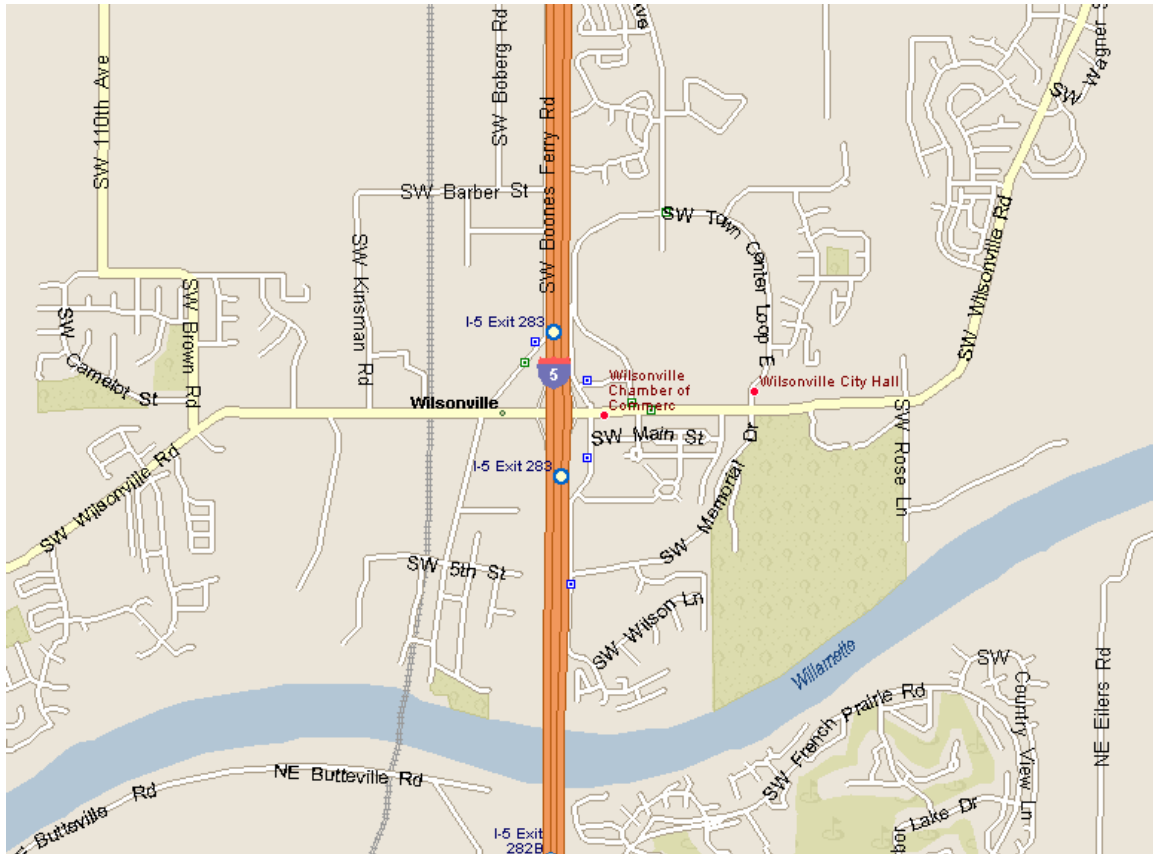 SW 110th Ave
SW Boberg Rd
SW Boones Ferry Rd
Ave
SW Wagner S
SW Barber St
SW Kinsman Rd
SW Town Center Loop E
SW Wilsonville Rd
SW Brown Rd
SW Camelot St
I-5 Exit 283
5
Wilsonville
Chamber of
Commerc
Wilsonville City Hall
Wilsonville
SW Main St
SW Memorial Dr
SW Rose Ln
I-5 Exit 283
SW Wilsonville Rd
SW 5th St
SW Wilson Ln
Willamette
SW French Prairie Rd
SW Country View Ln
NE Eilers Rd
NE Butteville Rd
E Butteville Rd
Lake Dr
I-5 Exit
282B